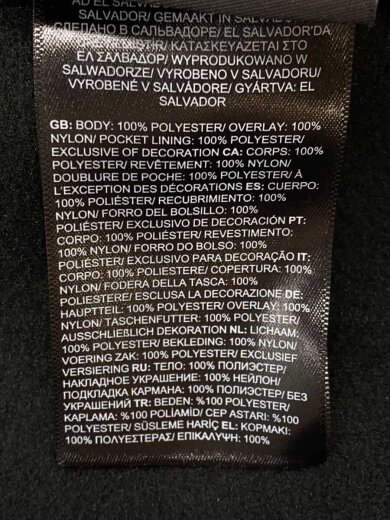 AD EL SALVADOR/
SALVADOR/ GEMAAKT IN SALVADO
СДЕЛАНО В САЛЬВАДОРЕ/
SALVADOR'DA
ΚΑΤΑΣΚΕΥΑΖΕΤΑΙ ΣΤΟ
ΕΛ ΣΑΛΒΑΔΟΡ/ WYPRODUKOWANO W
SALWADORZE/ VYROBENO V SALVADORU/
VYROBENÉ V SALVÁDORE/ GYÁRTVA: EL
SALVADOR
GB: BODY: 100% POLYESTER/ OVERLAY: 100%
NYLON/ POCKET LINING: 100% POLYESTER/
EXCLUSIVE OF DECORATION CA: CORPS: 100%
POLYESTER/ REVÊTEMENT: 100% NYLON/
DOUBLURE DE POCHE: 100% POLYESTER/ À
L'EXCEPTION DES DÉCORATIONS ES: CUERPO:
100% POLIÉSTER/ RECUBRIMIENTO: 100%
NYLON/ FORRO DEL BOLSILLO: 100%
POLIÉSTER/ EXCLUSIVO DE DECORACIÓN PT:
CORPO: 100% POLIÉSTER/ REVESTIMENTO:
100% NYLON/ FORRO DO BOLSO: 100%
POLIÉSTER/ EXCLUSIVO PARA DECORAÇÃO IT:
CORPO: 100% POLIESTERE/ COPERTURA: 100%
NYLON/ FODERA DELLA TASCA: 100%
POLIESTERE/ ESCLUSA LA DECORAZIONE DE:
HAUPTTEIL: 100% POLYESTER/ OVERLAY: 100%
NYLON/ TASCHENFUTTER: 100% POLYESTER/
AUSSCHLIEẞLICH DEKORATION NL: LICHAAM:
100% POLYESTER/ BEKLEDING: 100% NYLON/
VOERING ZAK: 100% POLYESTER/ EXCLUSIEF
VERSIERING RU: ТЕЛО: 100% ПОЛИЭСТЕР/
НАКЛАДНОЕ УКРАШЕНИЕ: 100% НЕЙЛОН/
ПОДКЛАДКА КАРМАНА: 100% ПОЛИЭСТЕР/ БЕЗ
УКРАШЕНИЙ TR: BEDEN: %100 POLYESTER/
KAPLAMA: %100 POLİAMİD/ CEP ASTARI: %100
POLYESTER/ SÜSLEME HARİÇ EL: ΚΟΡΜΑΚΙ:
100% ΠΟΛΥΕΣΤΕΡΑΣ/ ΕΠΙΚΑΛΥΨΗ: 100%